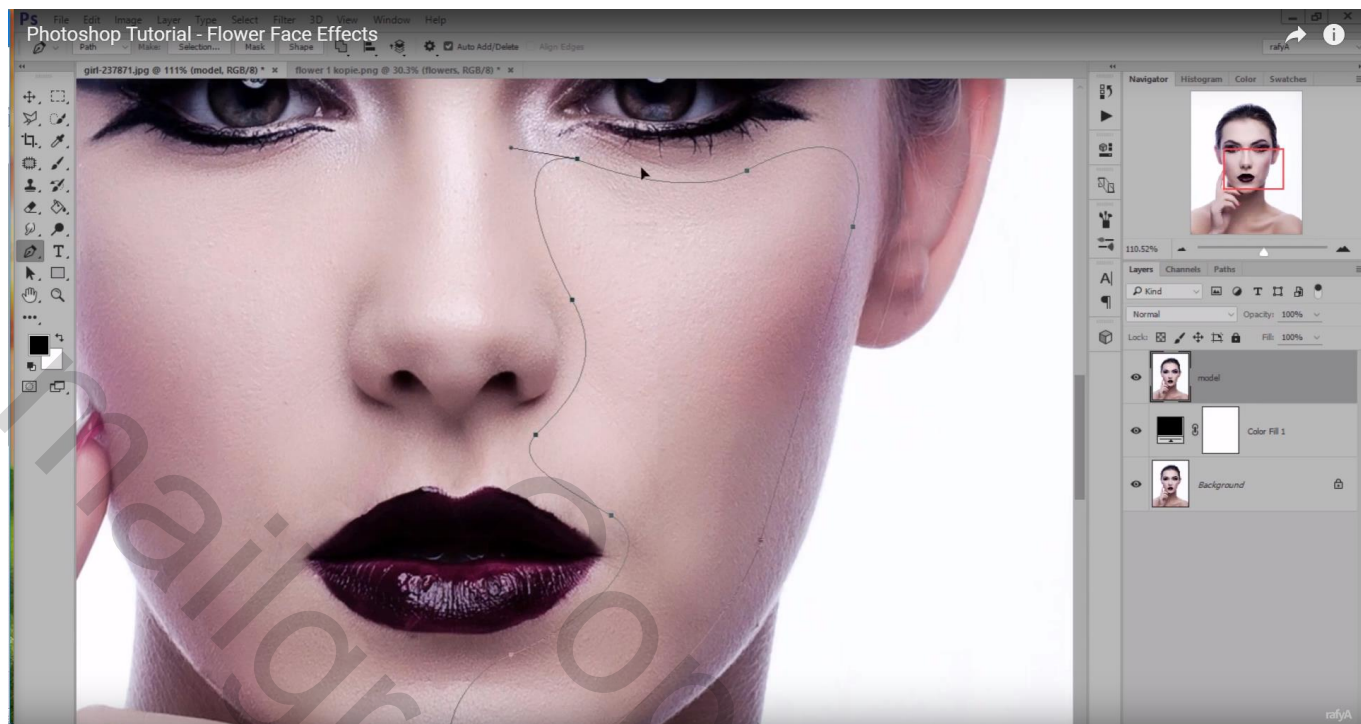 Ps File Edit Image Layer Type Select Filter 3D View Window Help
Photoshop Tutorial - Flower Face Effects
Path Make: Selection... Mask Shape Auto Add/Delete Align Edges rafyA
girl-237871.jpg @ 111% (model, RGB/8) * × flower 1 kopie.png @ 30.3% (flowers, RGB/8) * ×
Navigator Histogram Color Swatches
110.52%
Layers Channels Paths
Kind
Normal Opacity: 100%
Lock: Fill: 100%
model
Color Fill 1
Background
rafyA